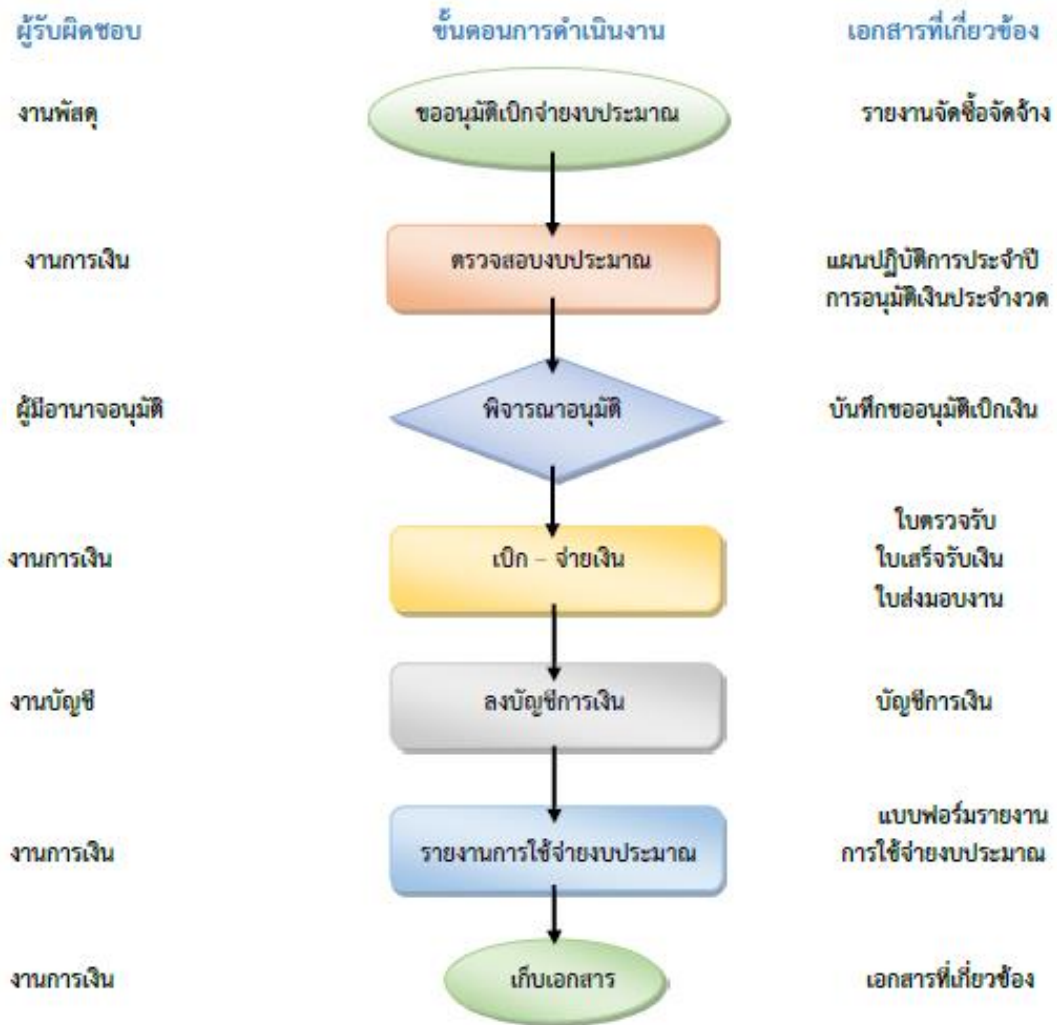 ผู้รับผิดชอบ ขั้นตอนการดำเนินงาน เอกสารที่เกี่ยวข้อง
งานพัสดุ ขออนุมัติเบิกจ่ายงบประมาณ รายงานจัดซื้อจัดจ้าง
งานการเงิน ตรวจสอบงบประมาณ แผนปฏิบัติการประจำปี
การอนุมัติเงินประจำงวด
ผู้มีอานาจอนุมัติ พิจารณาอนุมัติ บันทึกขออนุมัติเบิกเงิน
ใบตรวจรับ
งานการเงิน เบิก – จ่ายเงิน ใบเสร็จรับเงิน
ใบส่งมอบงาน
งานบัญชี ลงบัญชีการเงิน บัญชีการเงิน
แบบฟอร์มรายงาน
งานการเงิน รายงานการใช้จ่ายงบประมาณ การใช้จ่ายงบประมาณ
งานการเงิน เก็บเอกสาร เอกสารที่เกี่ยวข้อง